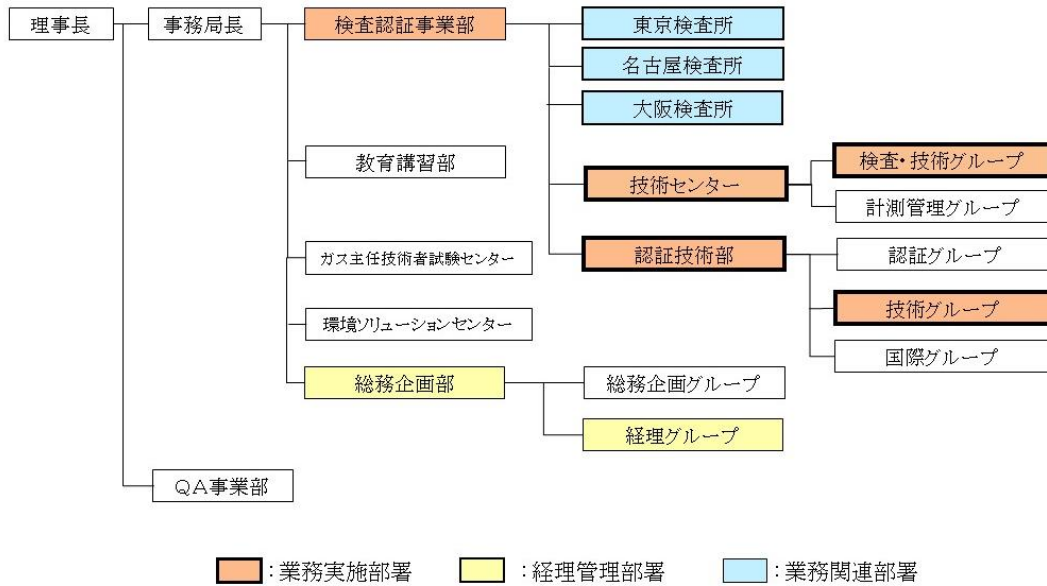 理事長
事務局長
検査認証事業部
東京検査所
名古屋検査所
大阪検査所
検査・技術グループ
教育講習部
技術センター
計測管理グループ
ガス主任技術者試験センター
認証技術部
認証グループ
環境ソリューションセンター
技術グループ
国際グループ
総務企画部
総務企画グループ
経理グループ
QA事業部
:業務実施部署
:経理管理部署
:業務関連部署